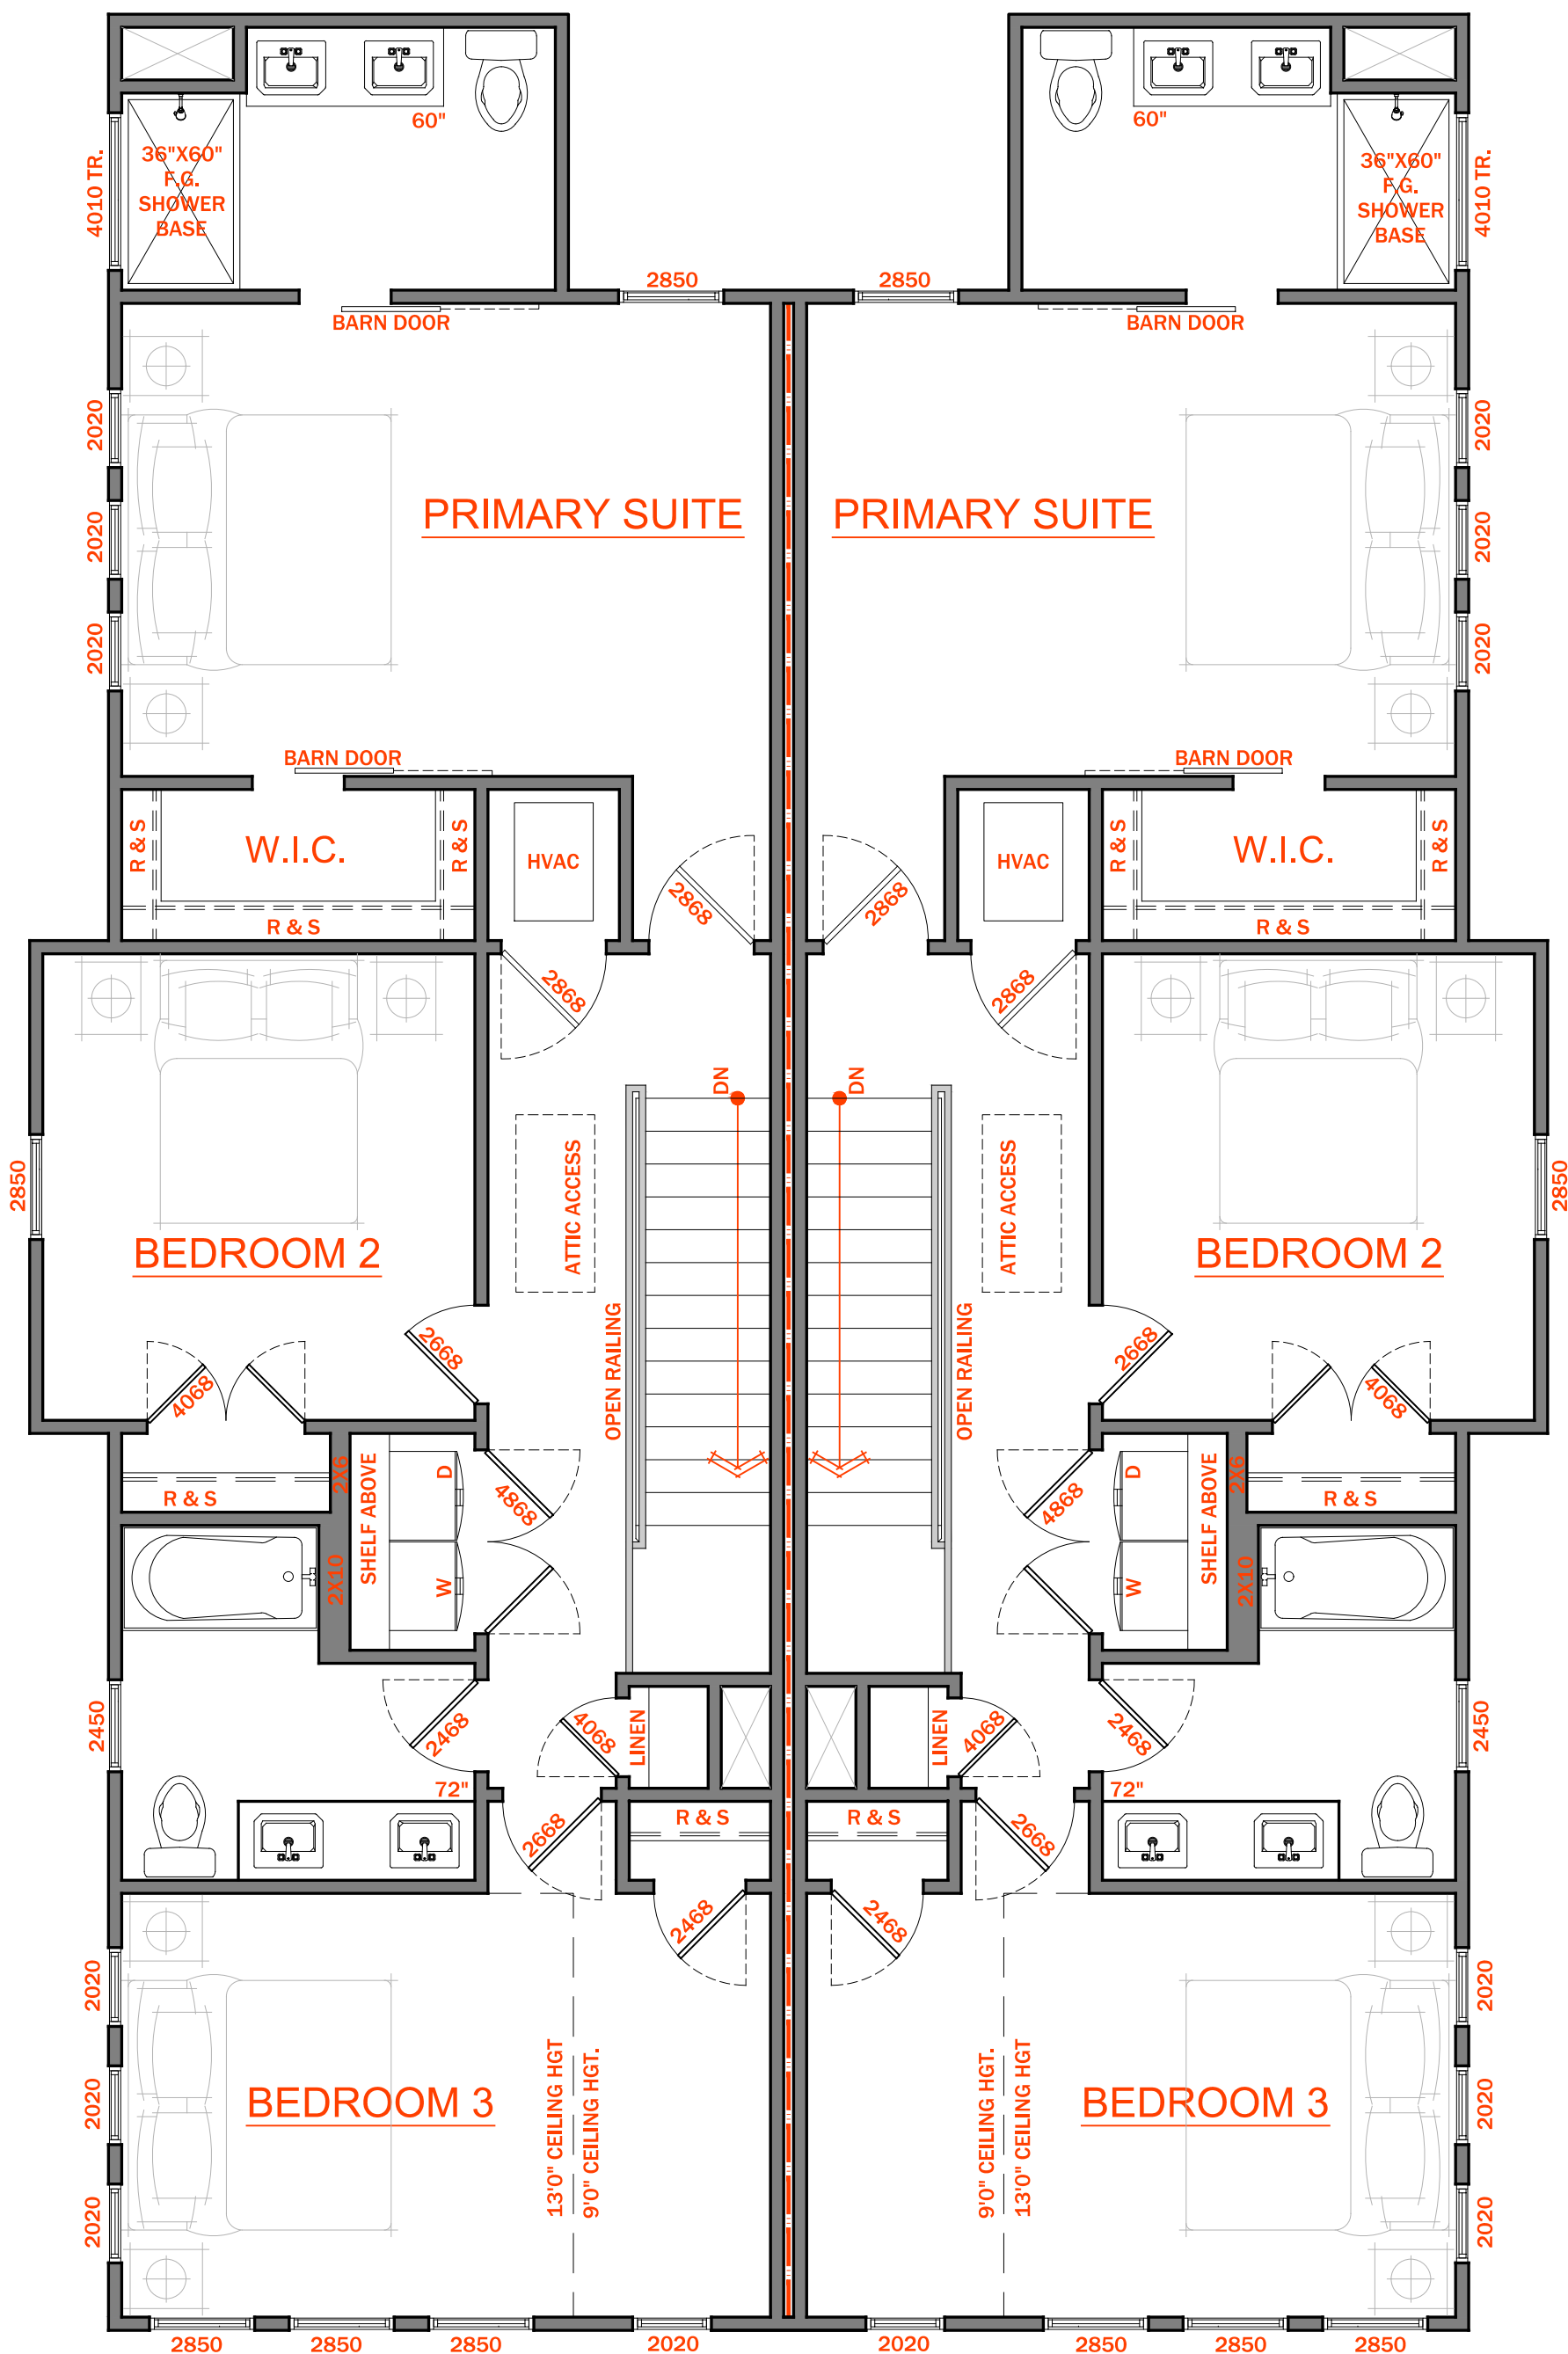 60"
60"
36"X60"
F.G.
SHOWER
BASE
36"X60"
F.G.
SHOWER
BASE
4010 TR.
4010 TR.
2850
2850
BARN DOOR
BARN DOOR
2020
2020
PRIMARY SUITE
PRIMARY SUITE
2020
2020
2020
2020
BARN DOOR
BARN DOOR
R & S
W.I.C.
R & S
HVAC
HVAC
R & S
W.I.C.
R & S
2868
2868
R & S
R & S
2868
2868
DN
DN
2850
ATTIC ACCESS
ATTIC ACCESS
2850
BEDROOM 2
BEDROOM 2
2668
OPEN RAILING
OPEN RAILING
2668
4068
4068
R & S
2X6
SHELF ABOVE
D
4868
4868
D
SHELF ABOVE
2X6
R & S
2X10
W
W
2X10
2450
2468
4068
LINEN
LINEN
4068
2468
2450
72"
72"
2668
R & S
R & S
2668
2468
2468
2020
2020
BEDROOM 3
13'0" CEILING HGT
9'0" CEILING HGT.
9'0" CEILING HGT.
13'0" CEILING HGT
BEDROOM 3
2020
2020
2020
2020
2850
2850
2850
2020
2020
2850
2850
2850